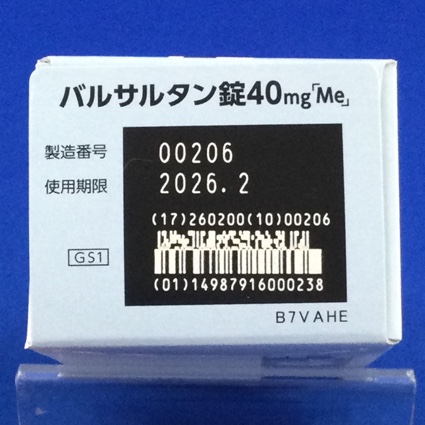 バルサルタン錠40mg「Me」
製造番号 00206
使用期限 2026.2
(17)260200(10)00206
GS1
(01)14987916000238
B7VAHE